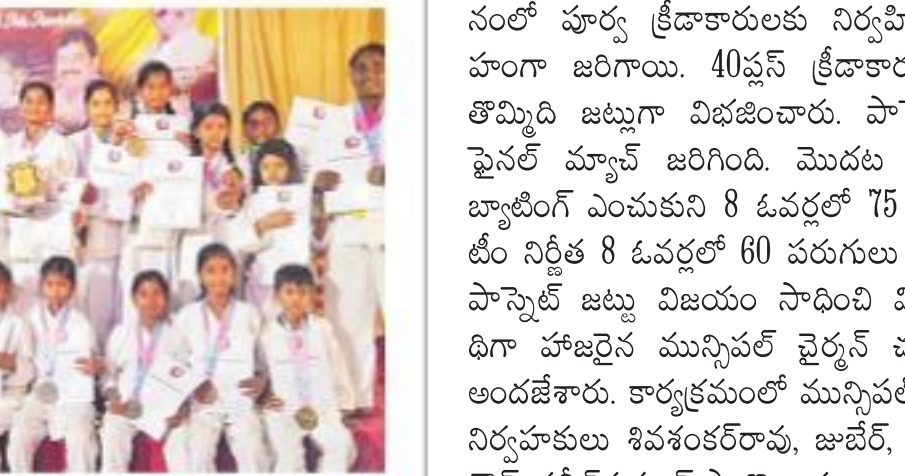 నంలో పూర్వ క్రీడాకారులకు నిర్వహి
హంగా జరిగాయి. 40ప్లస్ క్రీడాకార
తొమ్మిది జట్లుగా విభజించారు.
ఫైనల్ మ్యాచ్ జరిగింది. మొదట
బ్యాటింగ్ ఎంచుకుని 8 ఓవర్లలో 75
టీం నిర్ణీత 8 ఓవర్లలో 60 పరుగులు
పాస్నెట్ జట్టు విజయం సాధించి వి
థిగా హాజరైన మున్సిపల్ చైర్మన్ చ
అందజేశారు. కార్యక్రమంలో మున్సిపల్
నిర్వహకులు శివశంకర్‌రావు, జుబేర్,